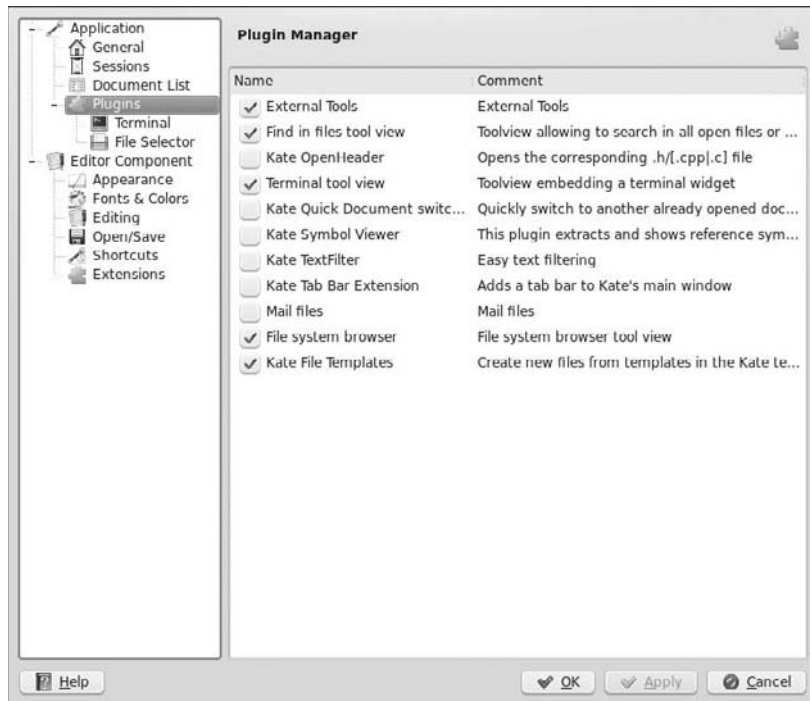 Application
General
Sessions
Document List
Plugins
Terminal
File Selector
Editor Component
Appearance
Fonts & Colors
Editing
Open/Save
Shortcuts
Extensions
Plugin Manager
Name Comment
External Tools External Tools
Find in files tool view Toolview allowing to search in all open files or ...
Kate OpenHeader Opens the corresponding .h/[.cpp|.c] file
Terminal tool view Toolview embedding a terminal widget
Kate Quick Document switc... Quickly switch to another already opened doc...
Kate Symbol Viewer This plugin extracts and shows reference sym...
Kate TextFilter Easy text filtering
Kate Tab Bar Extension Adds a tab bar to Kate's main window
Mail files Mail files
File system browser File system browser tool view
Kate File Templates Create new files from templates in the Kate te...
Help OK Apply Cancel